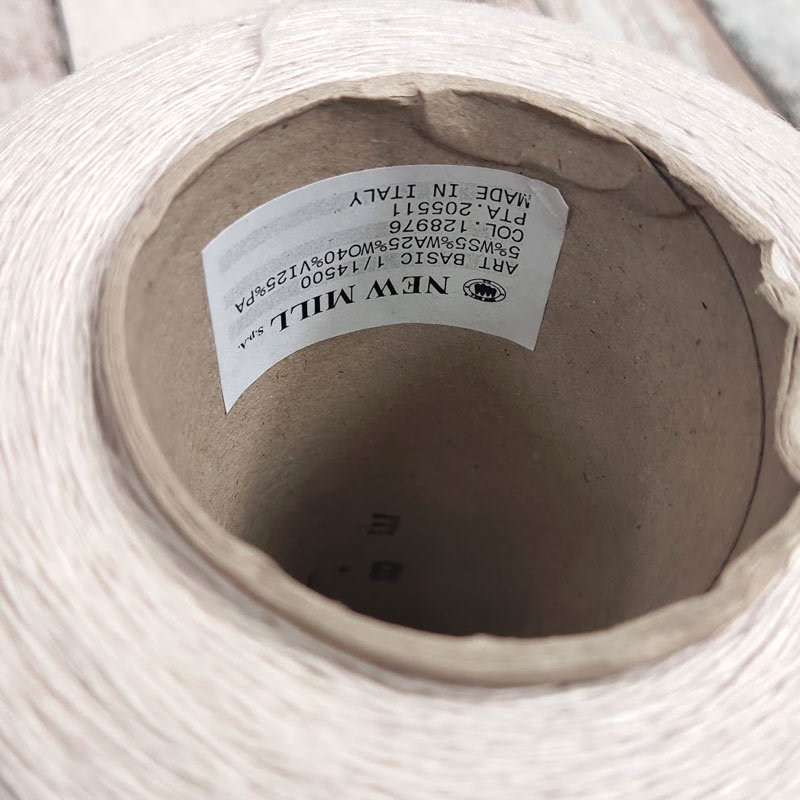 NEW MILL S.p.A.
ART BASIC 1/14500
5%WS5%WA25%WO40%VI25%PA
COL.128976
PTA.205511
MADE IN ITALY